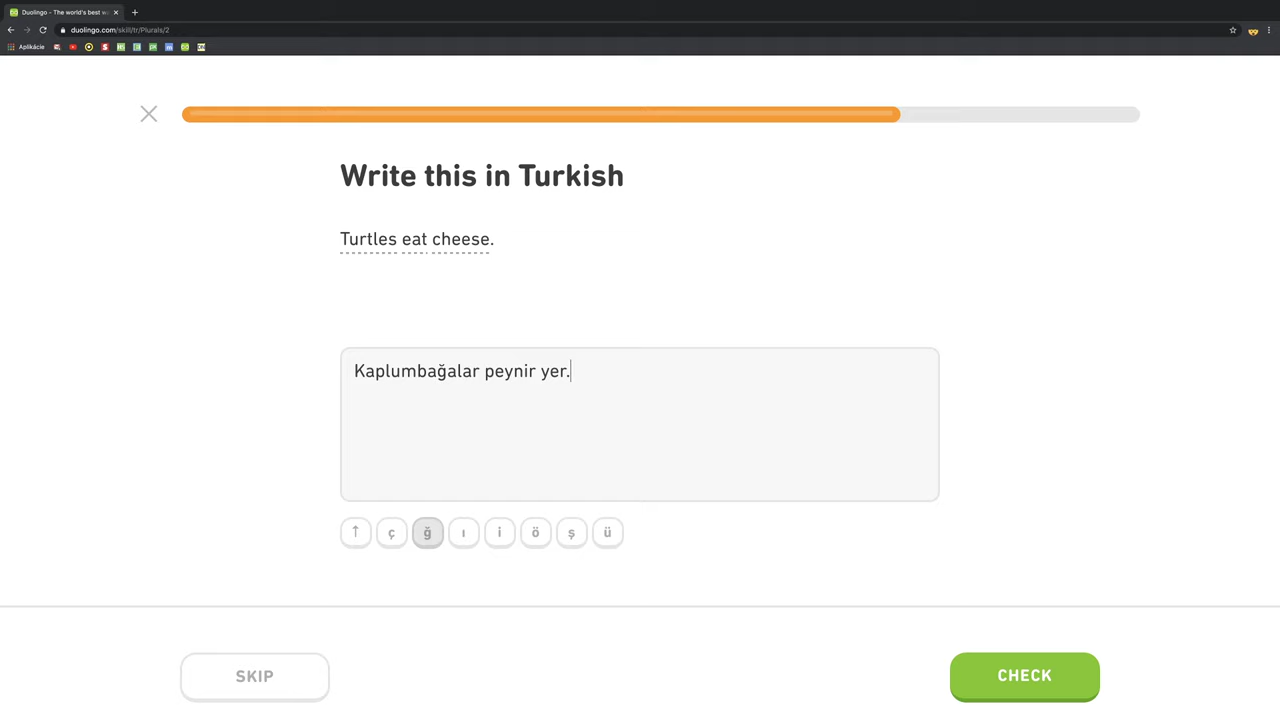 Duolingo - The world's best w
duolingo.com/skill/tr/Plurals/2
Aplikácie
Write this in Turkish
Turtles eat cheese.
Kaplumbağalar peynir yer.
↑ ç ğ ı i ö ş ü
SKIP
CHECK